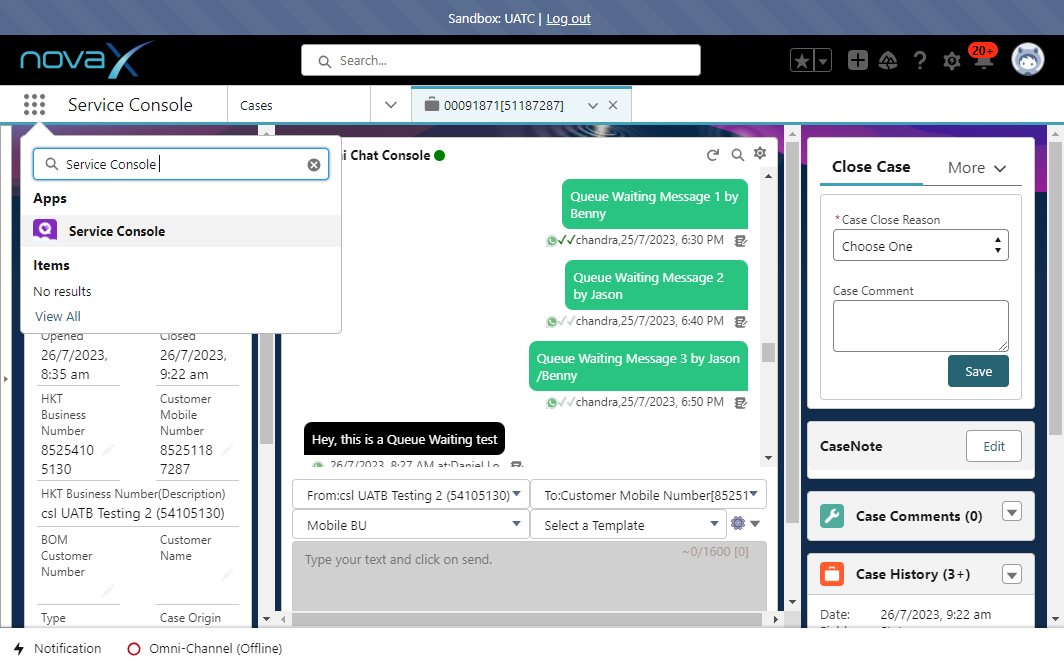 Sandbox: UATC | Log out
novaX
Search...
20+
Service Console
Cases
00091871[51187287]
Service Console
Apps
Service Console
Items
No results
View All
Opened
Closed
26/7/2023,
8:35 am
26/7/2023,
9:22 am
HKT
Business
Number
Customer
Mobile
Number
8525410
5130
8525118
7287
HKT Business Number(Description)
csl UATB Testing 2 (54105130)
BOM
Customer
Number
Customer
Name
Type
Case Origin
Chat Console
Queue Waiting Message 1 by
Benny
chandra,25/7/2023, 6:30 PM
Queue Waiting Message 2
by Jason
chandra,25/7/2023, 6:40 PM
Queue Waiting Message 3 by Jason
/Benny
chandra,25/7/2023, 6:50 PM
Hey, this is a Queue Waiting test
26/7/2023, 8:27 AM at:Daniel Lo
From:csl UATB Testing 2 (54105130)
To:Customer Mobile Number[85251
Mobile BU
Select a Template
Type your text and click on send.
~0/1600 [0]
Close Case
More
*Case Close Reason
Choose One
Case Comment
Save
CaseNote
Edit
Case Comments (0)
Case History (3+)
Date:
26/7/2023, 9:22 am
Notification
Omni-Channel (Offline)